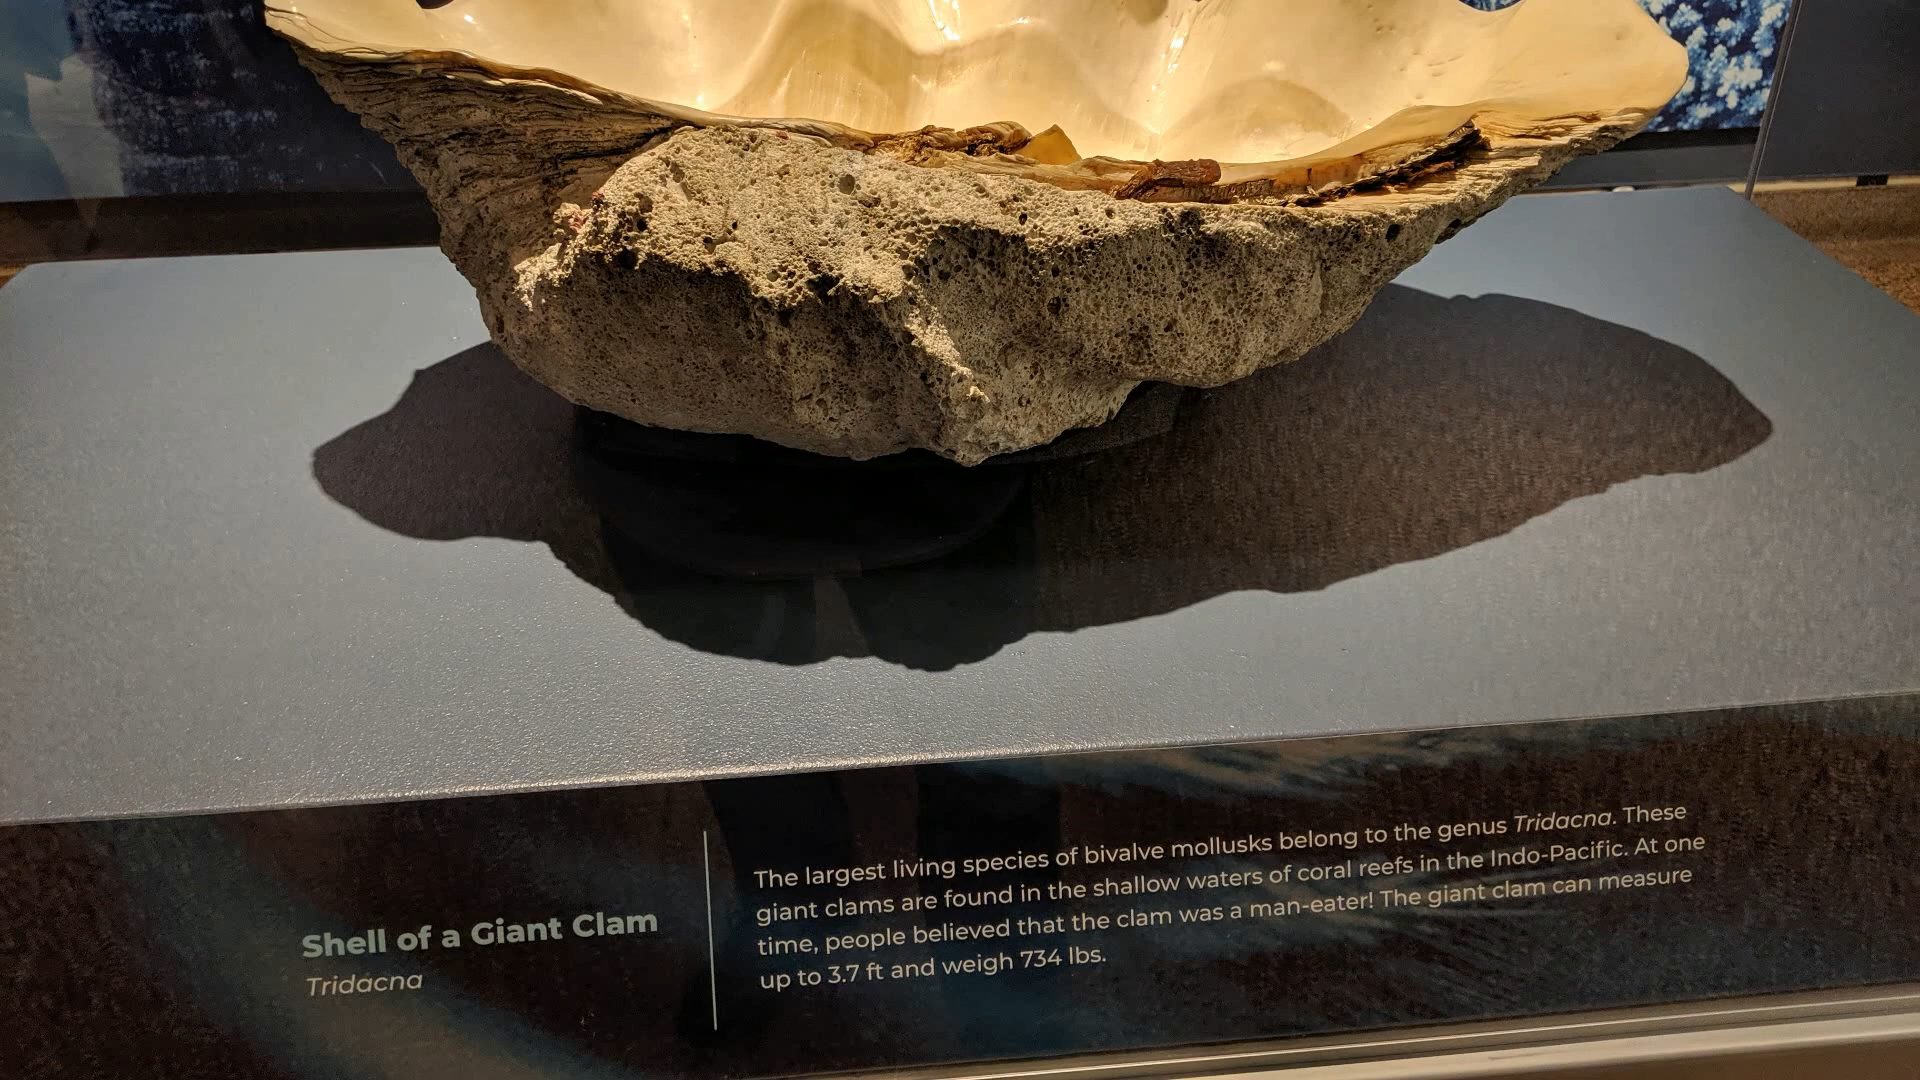 Shell of a Giant Clam
Tridacna
The largest living species of bivalve mollusks belong to the genus Tridacna. These
giant clams are found in the shallow waters of coral reefs in the Indo-Pacific. At one
time, people believed that the clam was a man-eater! The giant clam can measure
up to 3.7 ft and weigh 734 lbs.